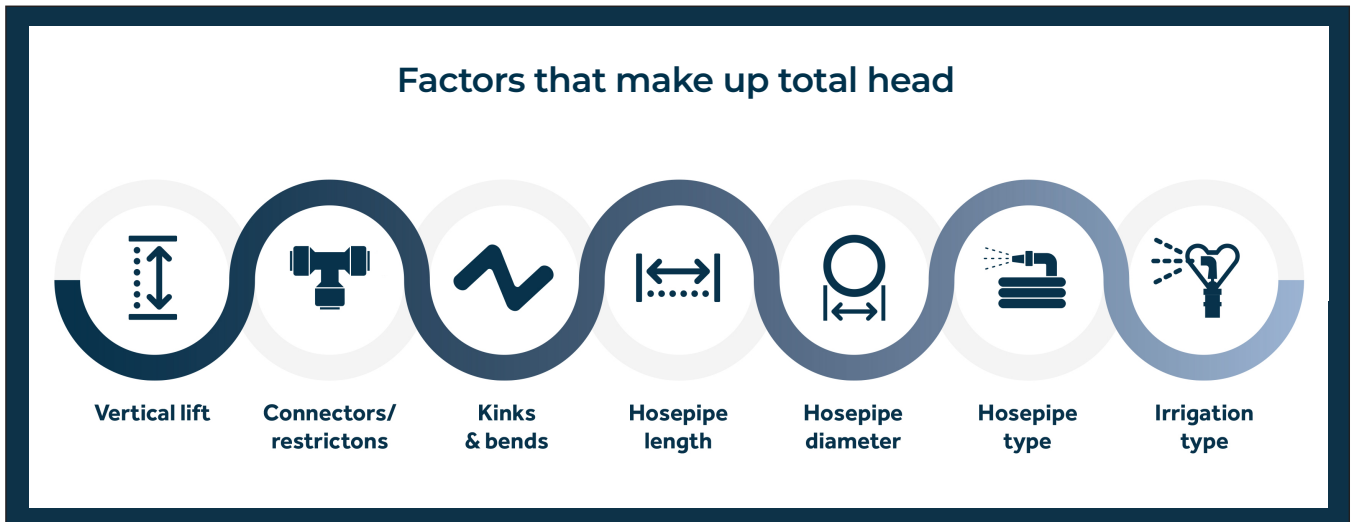 Factors that make up total head
Vertical lift
Connectors/
restrictons
Kinks
& bends
Hosepipe
length
Hosepipe
diameter
Hosepipe
type
Irrigation
type